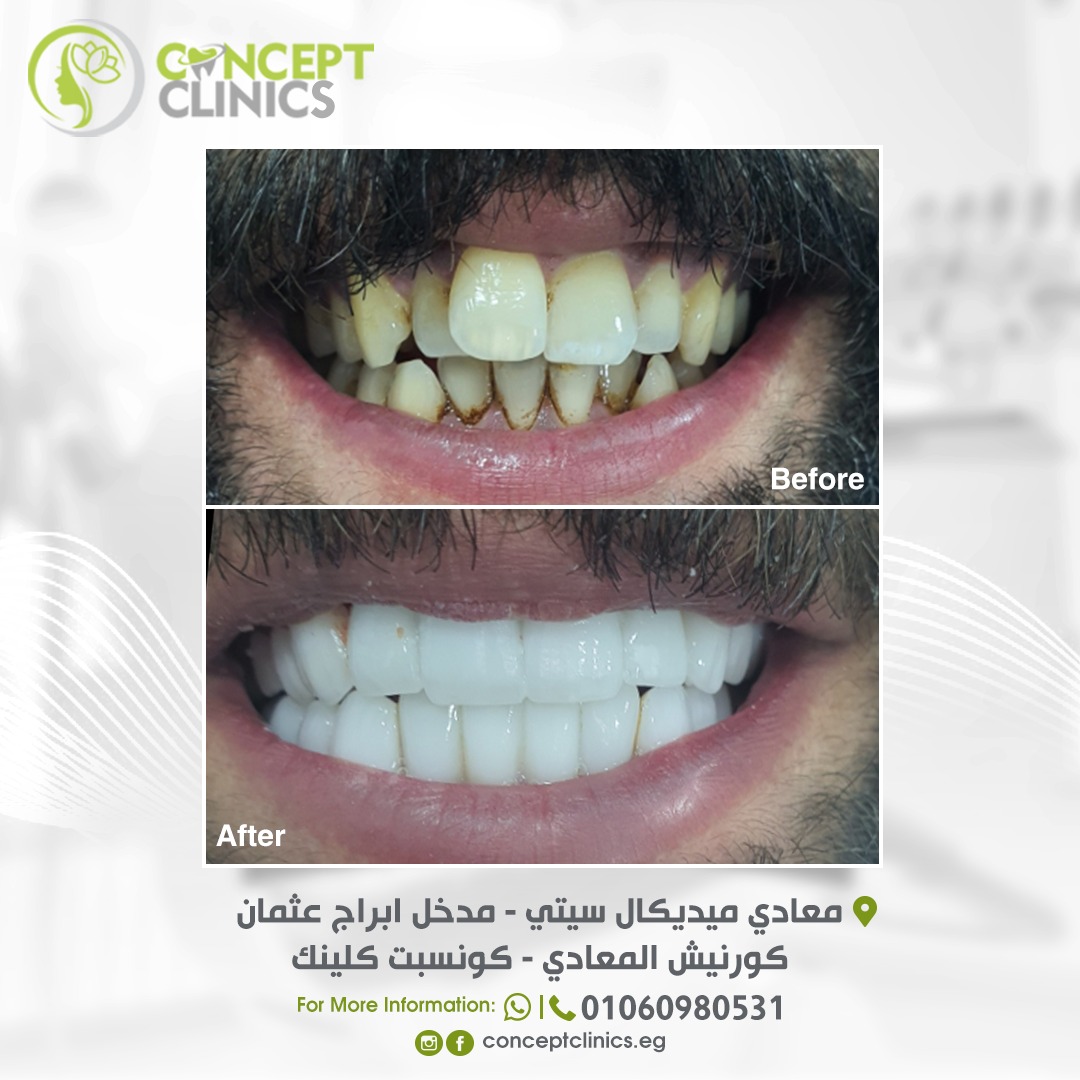 CONCEPT
CLINICS
Before
After
معادي ميديكال سيتي - مدخل ابراج عثمان
كورنيش المعادي - كونسبت كلينك
For More Information: | 01060980531
conceptclinics.eg